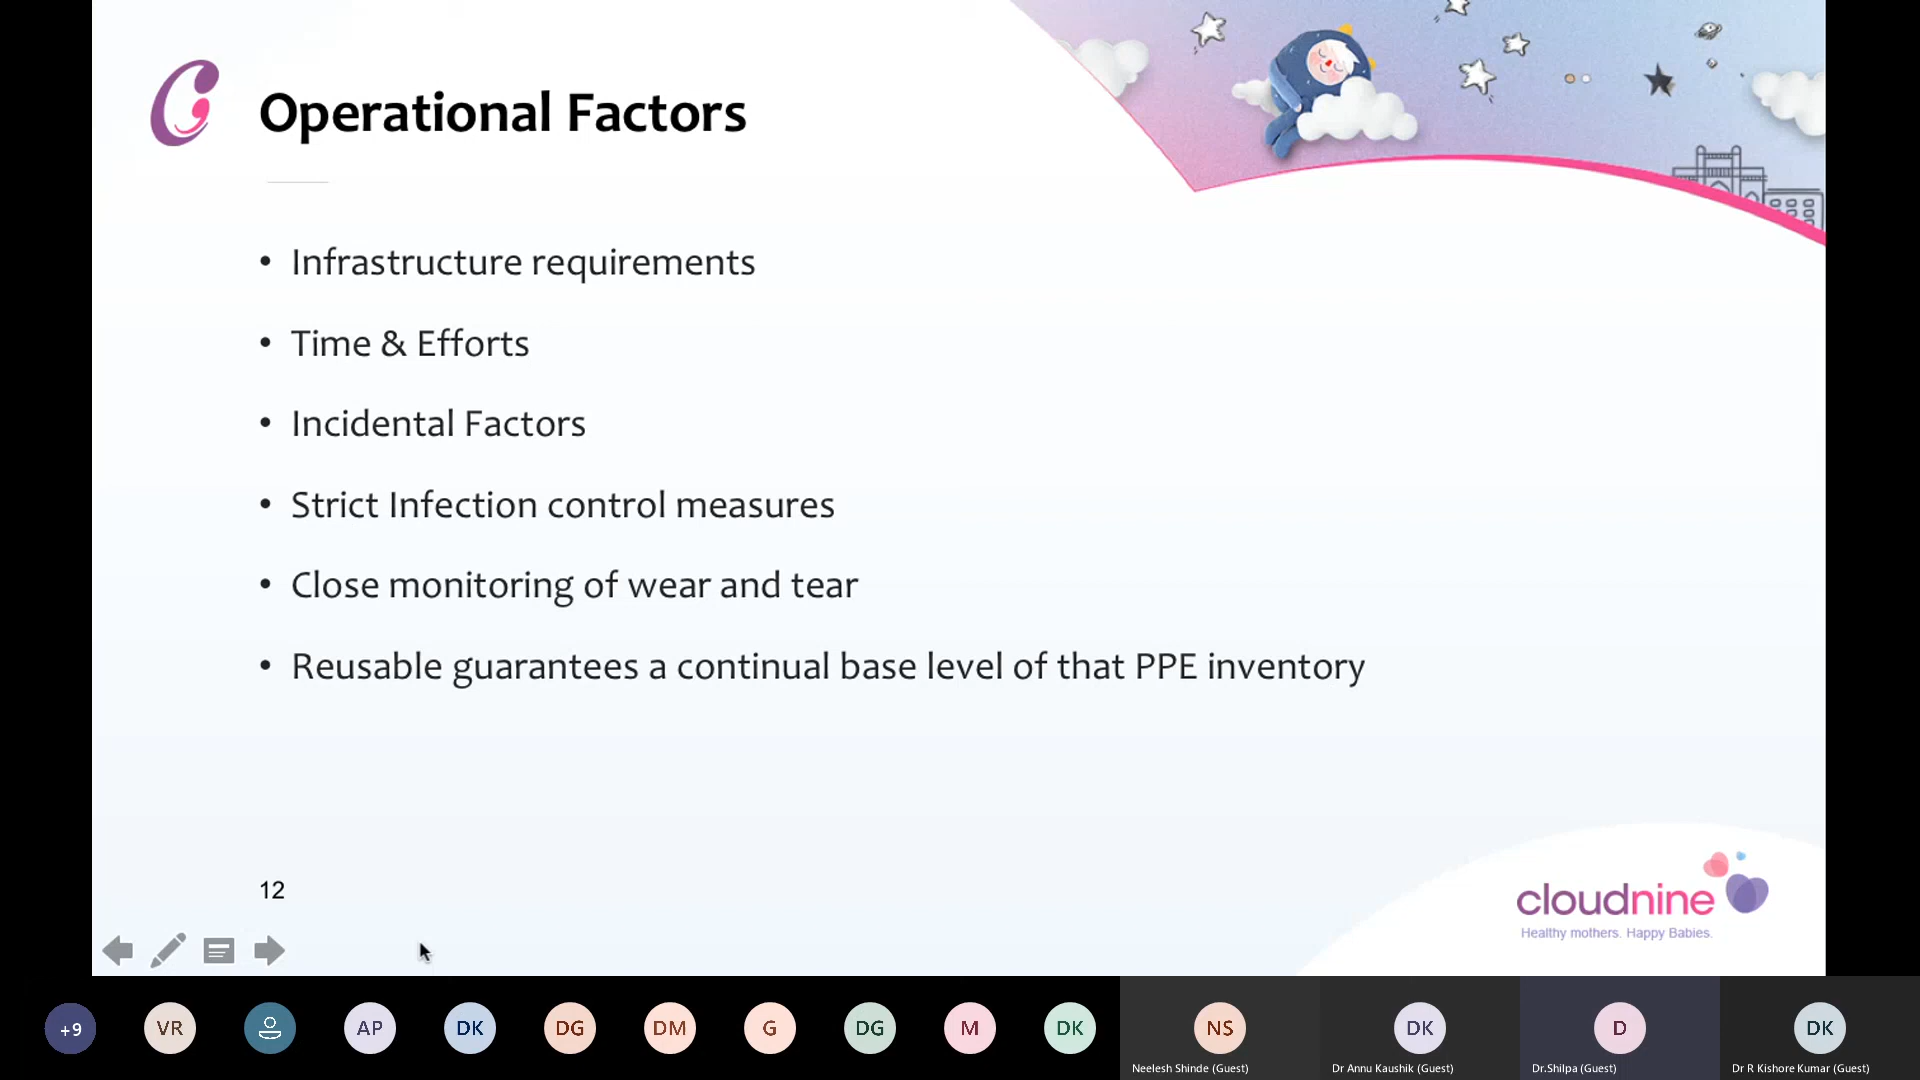 Operational Factors
• Infrastructure requirements
• Time & Efforts
• Incidental Factors
• Strict Infection control measures
• Close monitoring of wear and tear
• Reusable guarantees a continual base level of that PPE inventory
12
cloudnine
Healthy mothers. Happy Babies.
+9 VR AP DK DG DM G DG M DK NS DK D DK
Neelesh Shinde (Guest) Dr Annu Kaushik (Guest) Dr.Shilpa (Guest) Dr R Kishore Kumar (Guest)